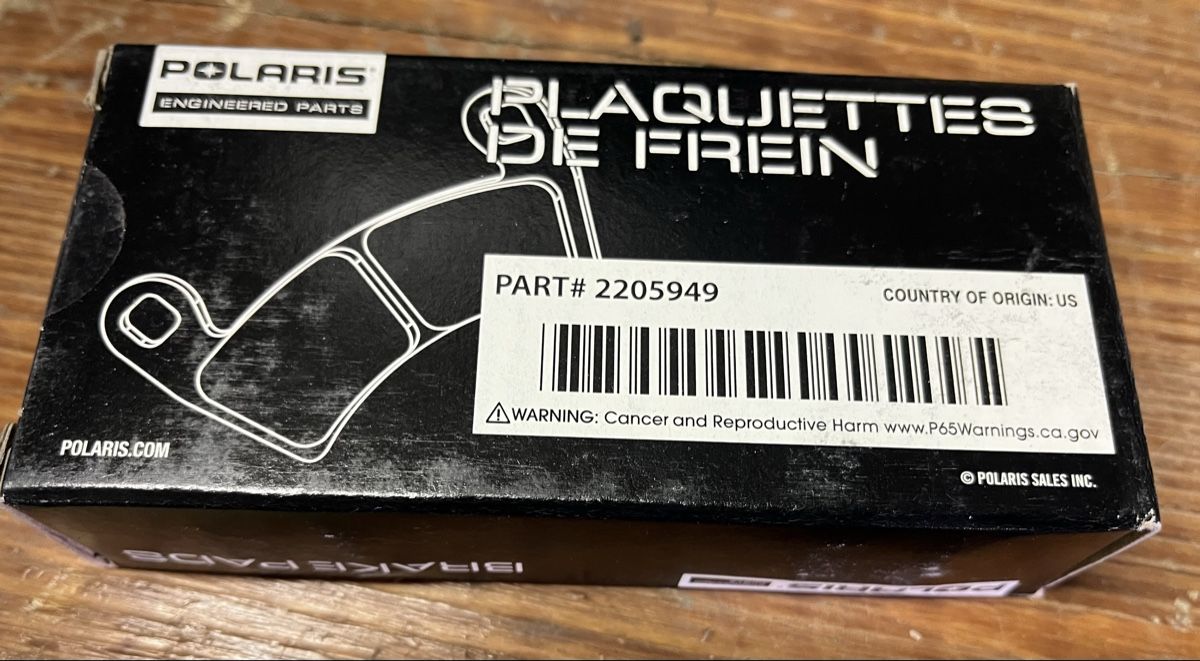 POLARIS®
ENGINEERED PARTS
PLAQUETTES
DE FREIN
PART# 2205949
COUNTRY OF ORIGIN: US
⚠WARNING: Cancer and Reproductive Harm www.P65Warnings.ca.gov
POLARIS.COM
© POLARIS SALES INC.
BRAKE PADS
POLARIS